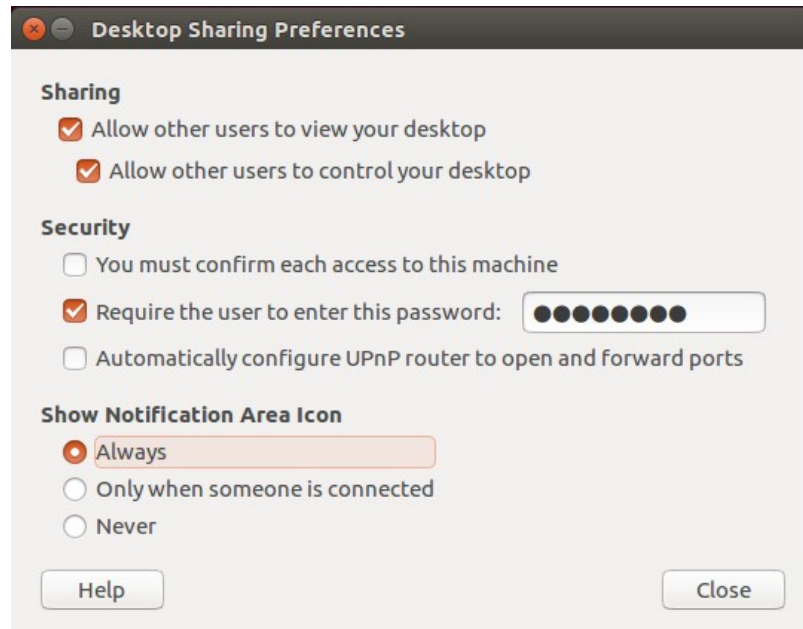 Desktop Sharing Preferences
Sharing
Allow other users to view your desktop
Allow other users to control your desktop
Security
You must confirm each access to this machine
Require the user to enter this password: ●●●●●●●●
Automatically configure UPnP router to open and forward ports
Show Notification Area Icon
Always
Only when someone is connected
Never
Help Close